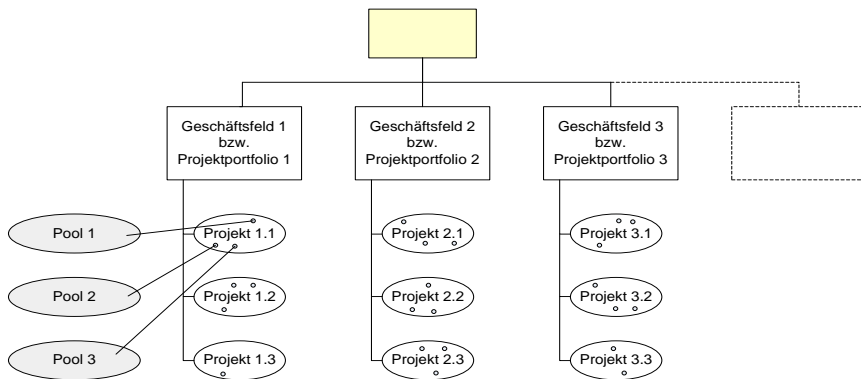 Geschäftsfeld 1
bzw.
Projektportfolio 1
Geschäftsfeld 2
bzw.
Projektportfolio 2
Geschäftsfeld 3
bzw.
Projektportfolio 3
Pool 1
Projekt 1.1
Projekt 2.1
Projekt 3.1
Pool 2
Projekt 1.2
Projekt 2.2
Projekt 3.2
Pool 3
Projekt 1.3
Projekt 2.3
Projekt 3.3